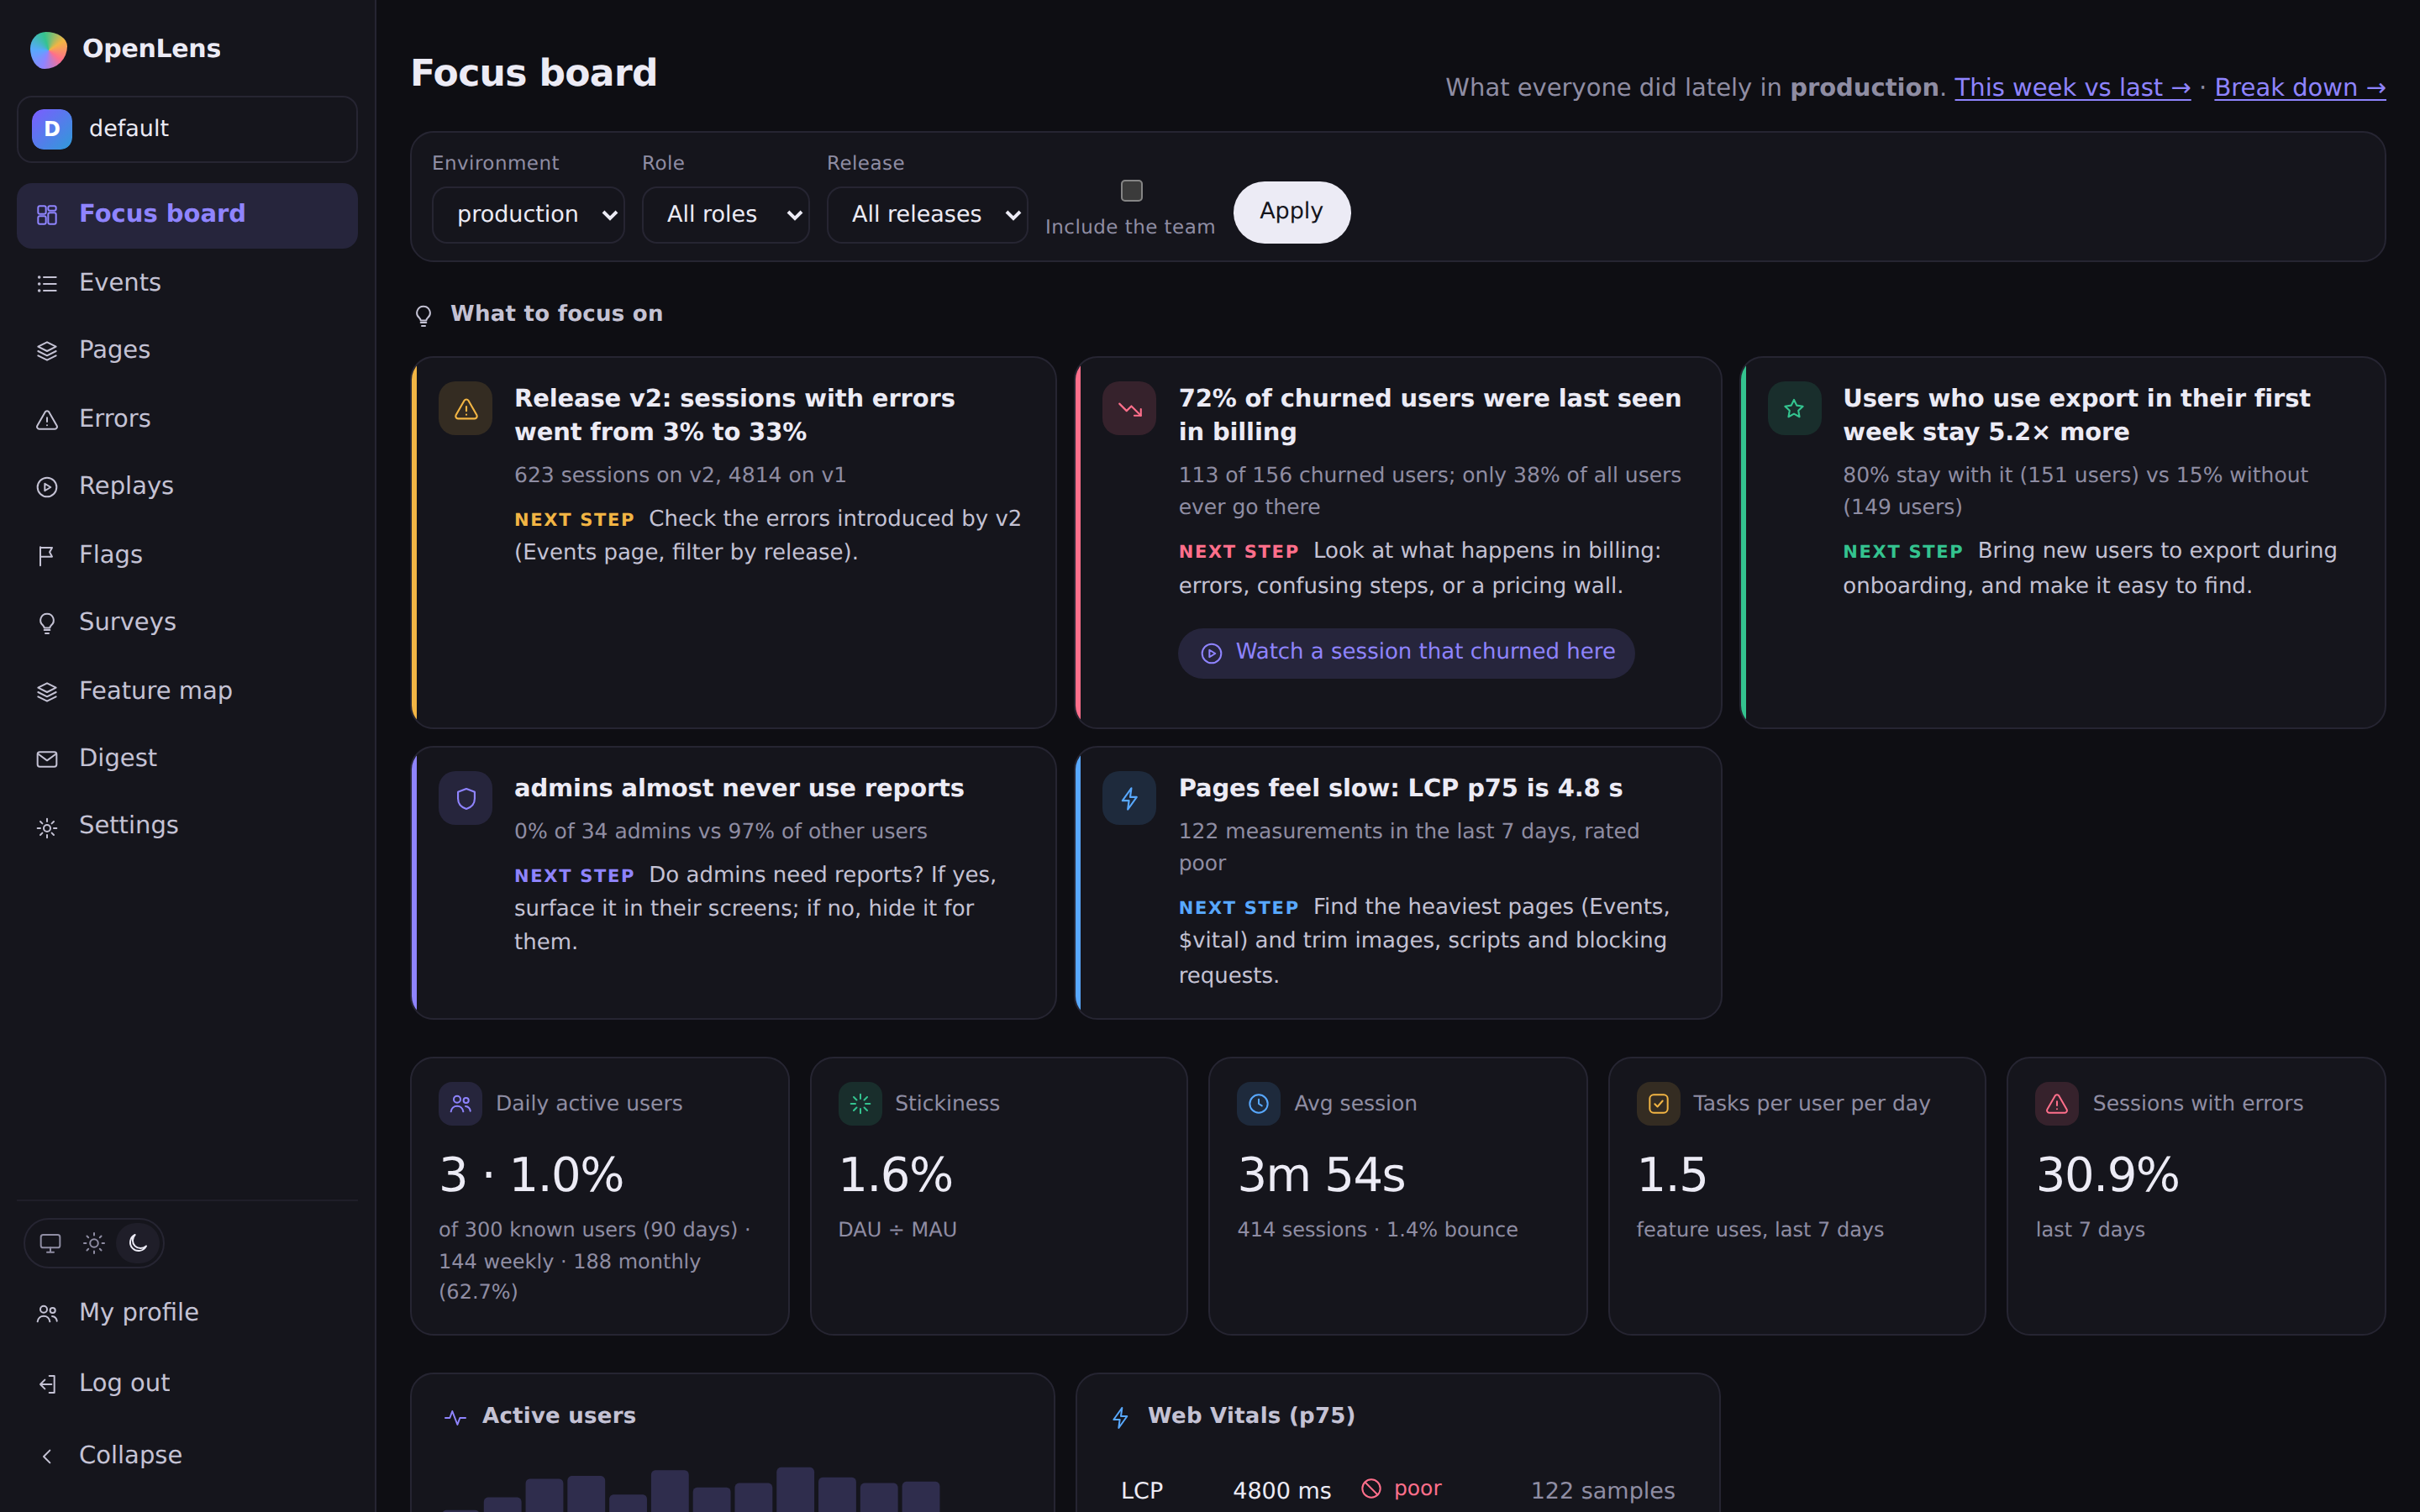 OpenLens
D default
Focus board
Events
Pages
Errors
Replays
Flags
Surveys
Feature map
Digest
Settings
My profile
Log out
Collapse
Focus board
What everyone did lately in production. This week vs last → · Break down →
Environment
production
Role
All roles
Release
All releases
Include the team
Apply
What to focus on
Release v2: sessions with errors
went from 3% to 33%
623 sessions on v2, 4814 on v1
NEXT STEP Check the errors introduced by v2
(Events page, filter by release).
72% of churned users were last seen
in billing
113 of 156 churned users; only 38% of all users
ever go there
NEXT STEP Look at what happens in billing:
errors, confusing steps, or a pricing wall.
Watch a session that churned here
Users who use export in their first
week stay 5.2× more
80% stay with it (151 users) vs 15% without
(149 users)
NEXT STEP Bring new users to export during
onboarding, and make it easy to find.
admins almost never use reports
0% of 34 admins vs 97% of other users
NEXT STEP Do admins need reports? If yes,
surface it in their screens; if no, hide it for
them.
Pages feel slow: LCP p75 is 4.8 s
122 measurements in the last 7 days, rated
poor
NEXT STEP Find the heaviest pages (Events,
$vital) and trim images, scripts and blocking
requests.
Daily active users
3 · 1.0%
of 300 known users (90 days) ·
144 weekly · 188 monthly
(62.7%)
Stickiness
1.6%
DAU ÷ MAU
Avg session
3m 54s
414 sessions · 1.4% bounce
Tasks per user per day
1.5
feature uses, last 7 days
Sessions with errors
30.9%
last 7 days
Active users
Web Vitals (p75)
LCP 4800 ms poor 122 samples